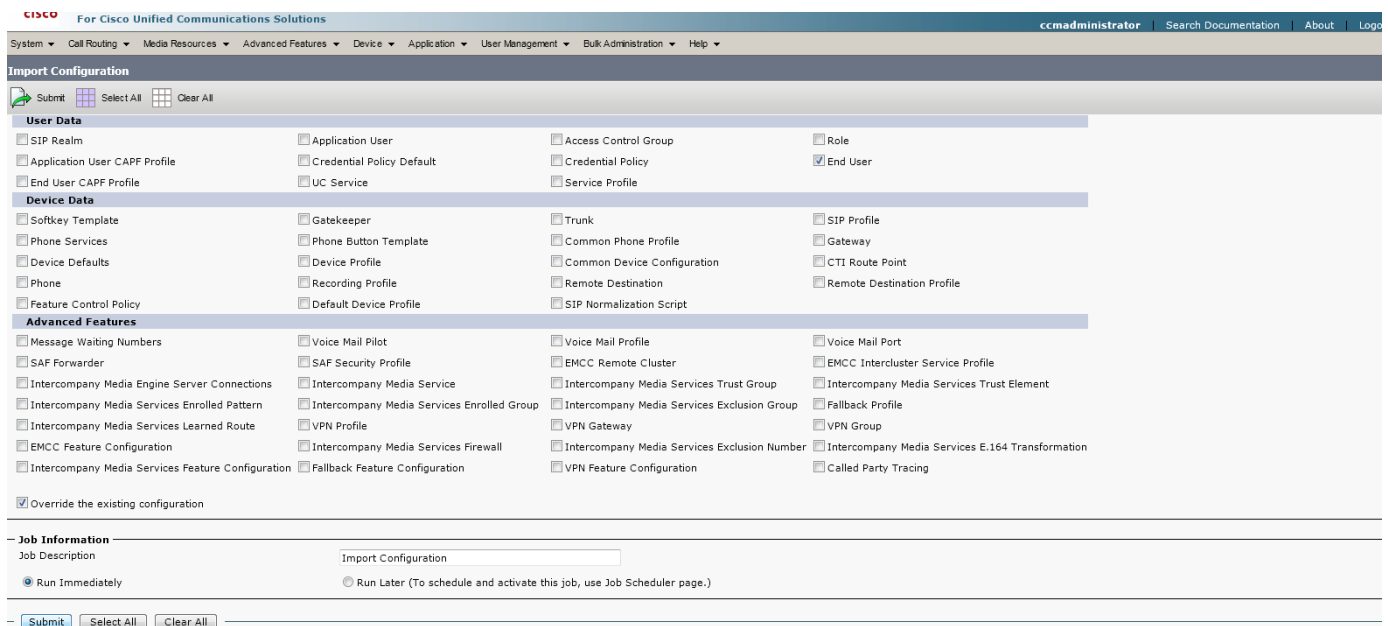 CISCO For Cisco Unified Communications Solutions
ccmadministrator | Search Documentation | About | Logo
System Call Routing Media Resources Advanced Features Device Application User Management Bulk Administration Help
Import Configuration
Submit Select All Clear All
User Data
SIP Realm Application User Access Control Group Role
Application User CAPF Profile Credential Policy Default Credential Policy End User
End User CAPF Profile UC Service Service Profile
Device Data
Softkey Template Gatekeeper Trunk SIP Profile
Phone Services Phone Button Template Common Phone Profile Gateway
Device Defaults Device Profile Common Device Configuration CTI Route Point
Phone Recording Profile Remote Destination Remote Destination Profile
Feature Control Policy Default Device Profile SIP Normalization Script
Advanced Features
Message Waiting Numbers Voice Mail Pilot Voice Mail Profile Voice Mail Port
SAF Forwarder SAF Security Profile EMCC Remote Cluster EMCC Intercluster Service Profile
Intercompany Media Engine Server Connections Intercompany Media Service Intercompany Media Services Trust Group Intercompany Media Services Trust Element
Intercompany Media Services Enrolled Pattern Intercompany Media Services Enrolled Group Intercompany Media Services Exclusion Group Fallback Profile
Intercompany Media Services Learned Route VPN Profile VPN Gateway VPN Group
EMCC Feature Configuration Intercompany Media Services Firewall Intercompany Media Services Exclusion Number Intercompany Media Services E.164 Transformation
Intercompany Media Services Feature Configuration Fallback Feature Configuration VPN Feature Configuration Called Party Tracing
Override the existing configuration
Job Information
Job Description Import Configuration
Run Immediately Run Later (To schedule and activate this job, use Job Scheduler page.)
Submit Select All Clear All